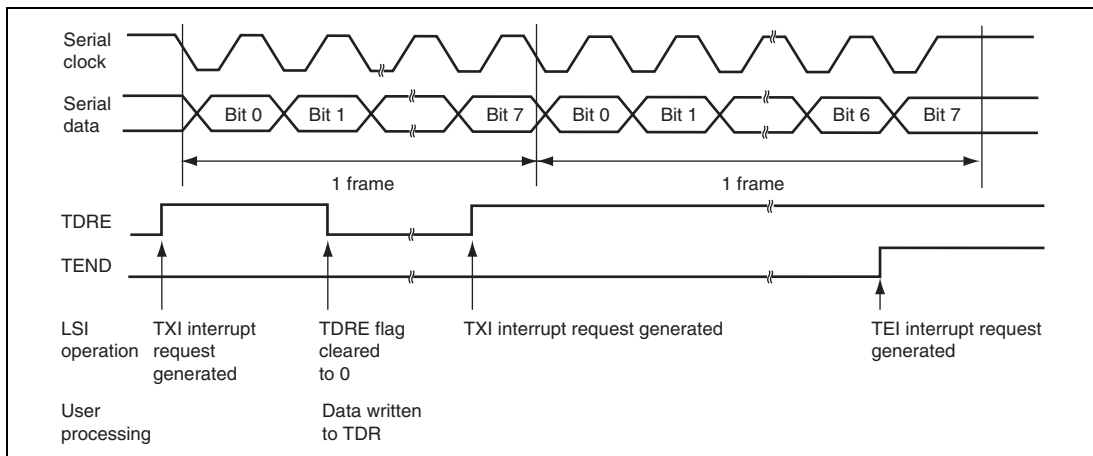 Serial
clock
Serial
data
Bit 0
Bit 1
Bit 7
Bit 0
Bit 1
Bit 6
Bit 7
1 frame
1 frame
TDRE
TEND
LSI
operation
TXI interrupt
request
generated
TDRE flag
cleared
to 0
TXI interrupt request generated
TEI interrupt request
generated
User
processing
Data written
to TDR